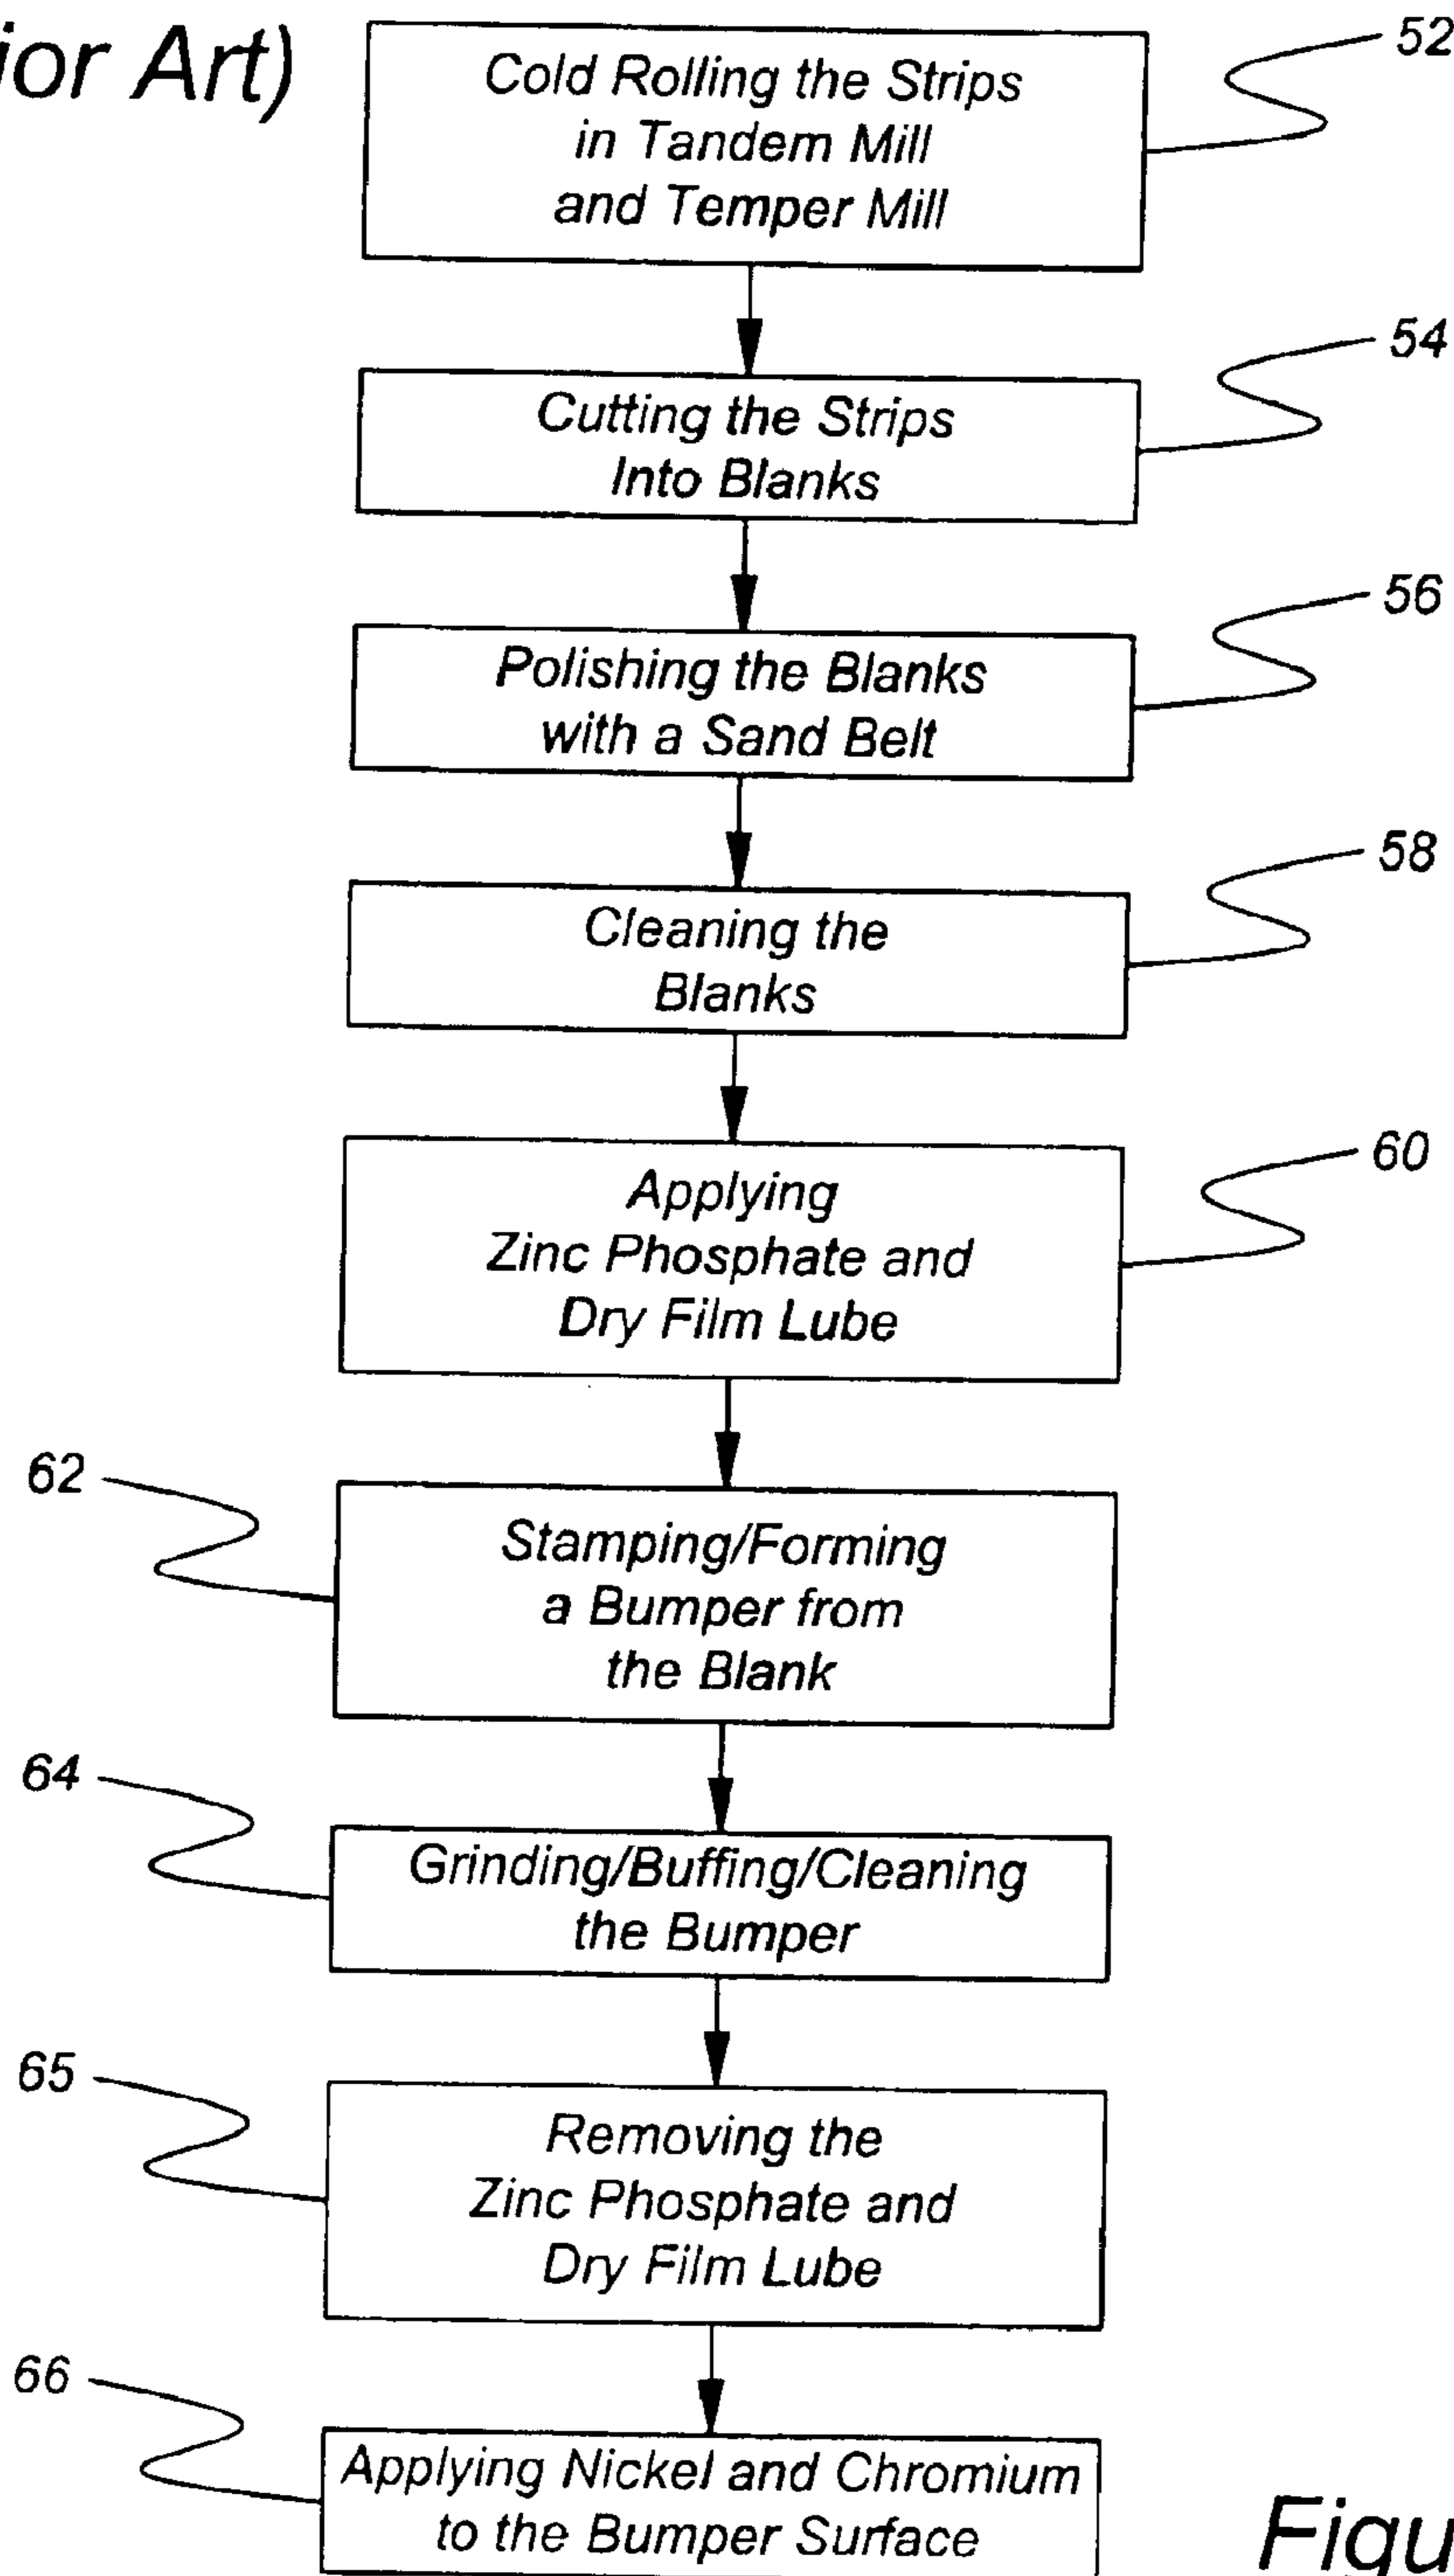 ior Art)
Cold Rolling the Strips
in Tandem Mill
and Temper Mill
52
Cutting the Strips
Into Blanks
54
Polishing the Blanks
with a Sand Belt
56
Cleaning the
Blanks
58
Applying
Zinc Phosphate and
Dry Film Lube
60
62
Stamping/Forming
a Bumper from
the Blank
64
Grinding/Buffing/Cleaning
the Bumper
65
Removing the
Zinc Phosphate and
Dry Film Lube
66
Applying Nickel and Chromium
to the Bumper Surface
Figu